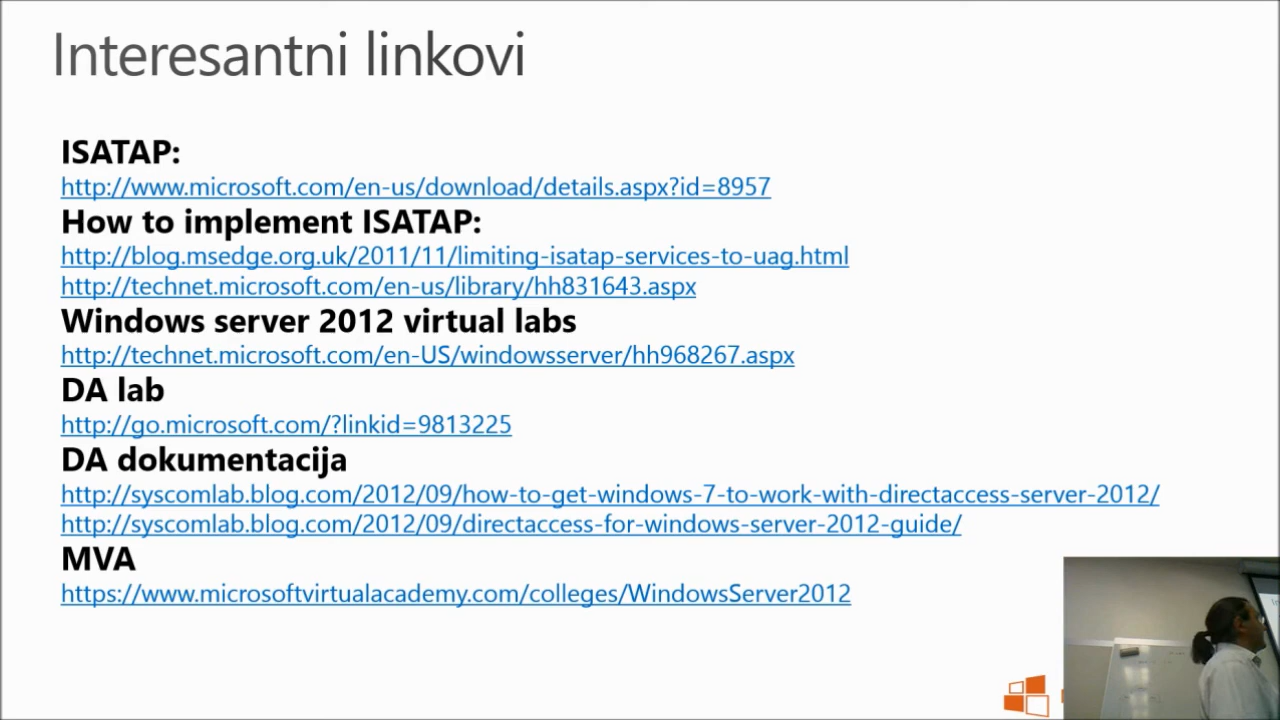 Interesantni linkovi
ISATAP:
http://www.microsoft.com/en-us/download/details.aspx?id=8957
How to implement ISATAP:
http://blog.msedge.org.uk/2011/11/limiting-isatap-services-to-uag.html
http://technet.microsoft.com/en-us/library/hh831643.aspx
Windows server 2012 virtual labs
http://technet.microsoft.com/en-US/windowsserver/hh968267.aspx
DA lab
http://go.microsoft.com/?linkid=9813225
DA dokumentacija
http://syscomlab.blog.com/2012/09/how-to-get-windows-7-to-work-with-directaccess-server-2012/
http://syscomlab.blog.com/2012/09/directaccess-for-windows-server-2012-guide/
MVA
https://www.microsoftvirtualacademy.com/colleges/WindowsServer2012